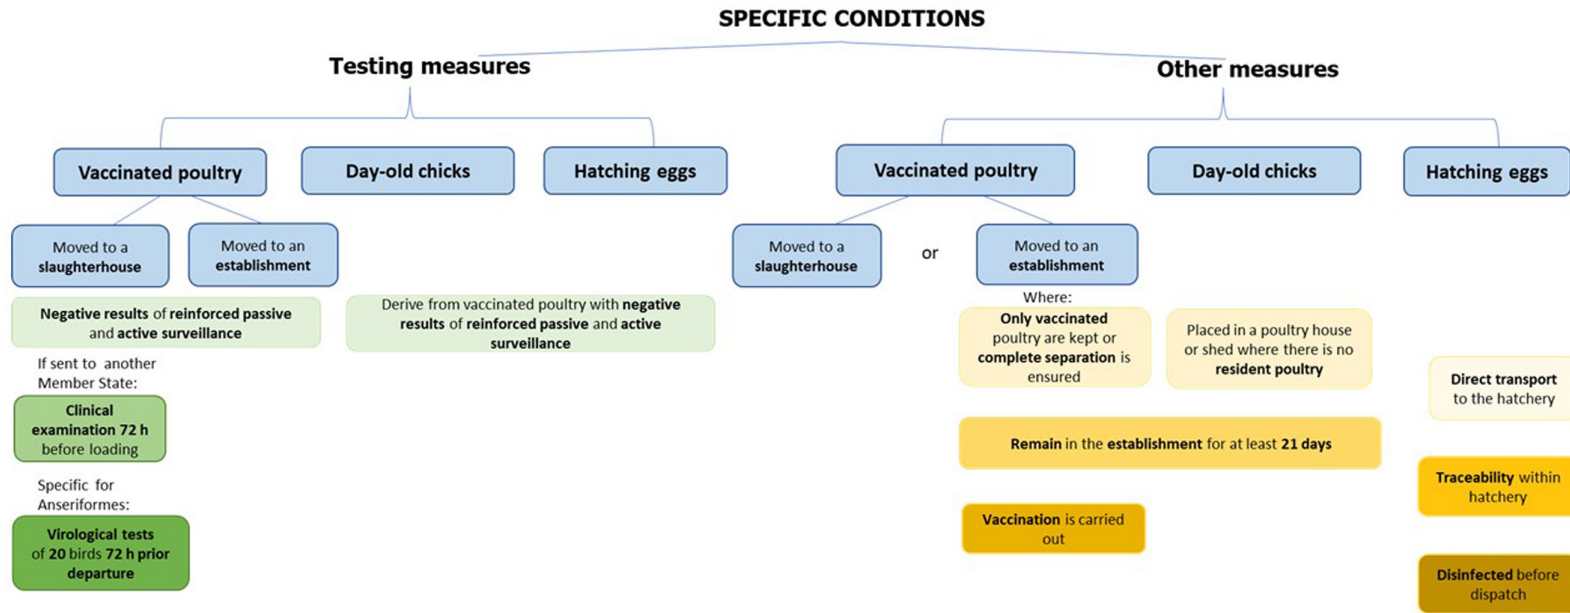 SPECIFIC CONDITIONS
Testing measures
Other measures
Vaccinated poultry
Day-old chicks
Hatching eggs
Vaccinated poultry
Day-old chicks
Hatching eggs
Moved to a
slaughterhouse
Moved to an
establishment
Moved to a
slaughterhouse
or
Moved to an
establishment
Negative results of reinforced passive
and active surveillance
Derive from vaccinated poultry with negative
results of reinforced passive and active
surveillance
Where:
Only vaccinated
poultry are kept or
complete separation is
ensured
Placed in a poultry house
or shed where there is no
resident poultry
If sent to another
Member State:
Clinical
examination 72 h
before loading
Direct transport
to the hatchery
Remain in the establishment for at least 21 days
Specific for
Anseriformes:
Virological tests
of 20 birds 72 h prior
departure
Vaccination is carried
out
Traceability within
hatchery
Disinfected before
dispatch